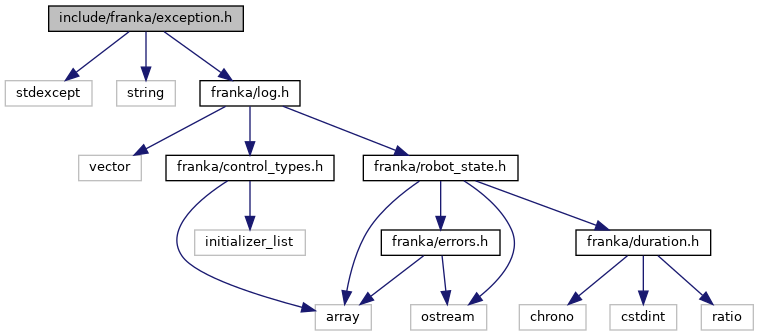 include/franka/exception.h
stdexcept
string
franka/log.h
vector
franka/control_types.h
franka/robot_state.h
initializer_list
franka/errors.h
franka/duration.h
array
ostream
chrono
cstdint
ratio